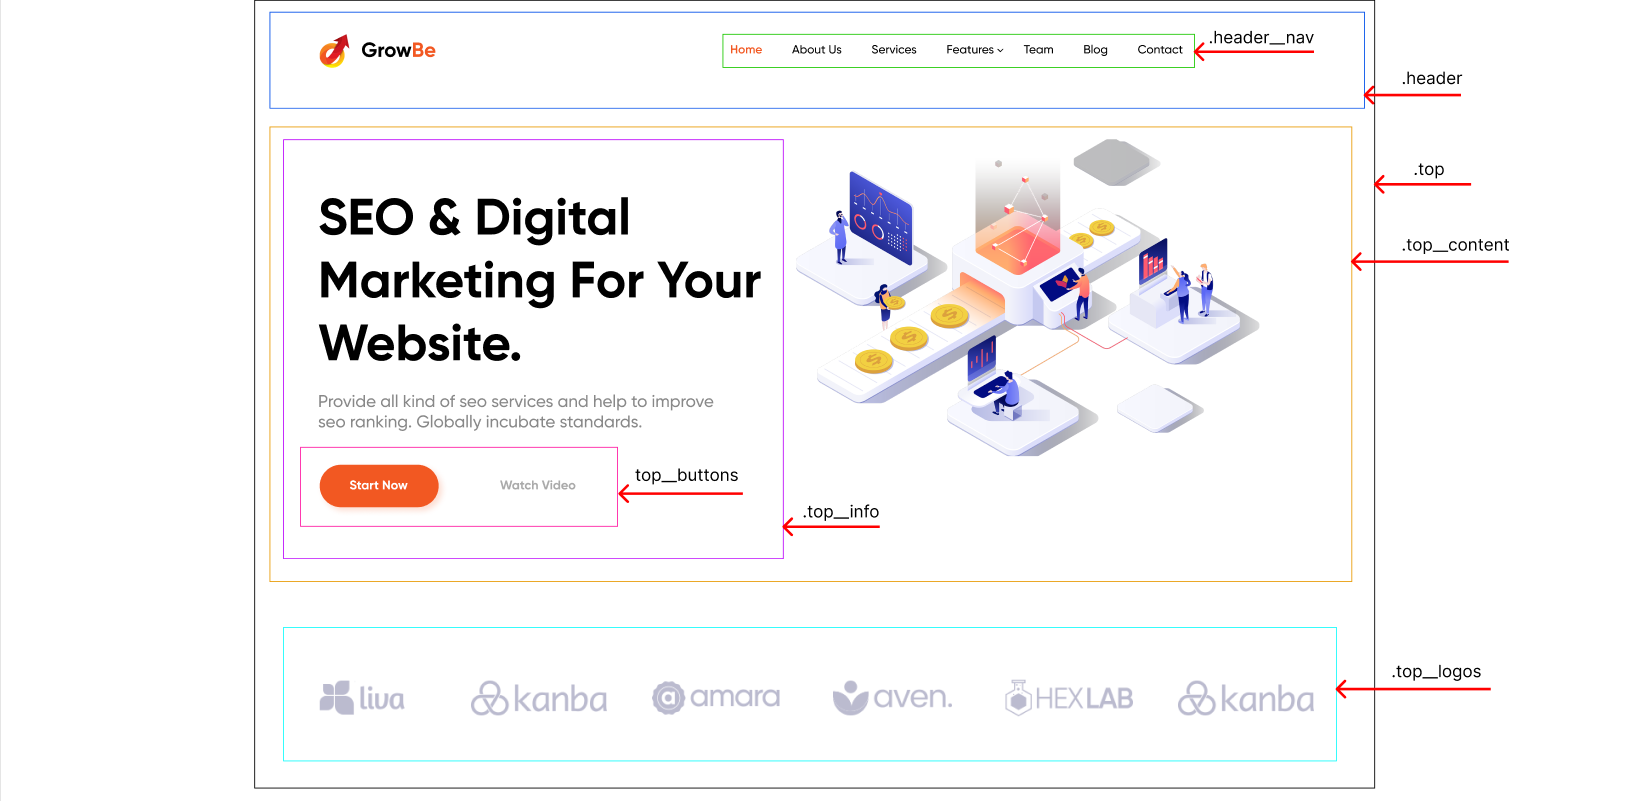 GrowBe
Home About Us Services Features Team Blog Contact
.header__nav
.header
.top
.top__content
SEO & Digital
Marketing For Your
Website.
Provide all kind of seo services and help to improve
seo ranking. Globally incubate standards.
Start Now Watch Video
top__buttons
.top__info
.top__logos
liva kanba amara aven. HEXLAB kanba